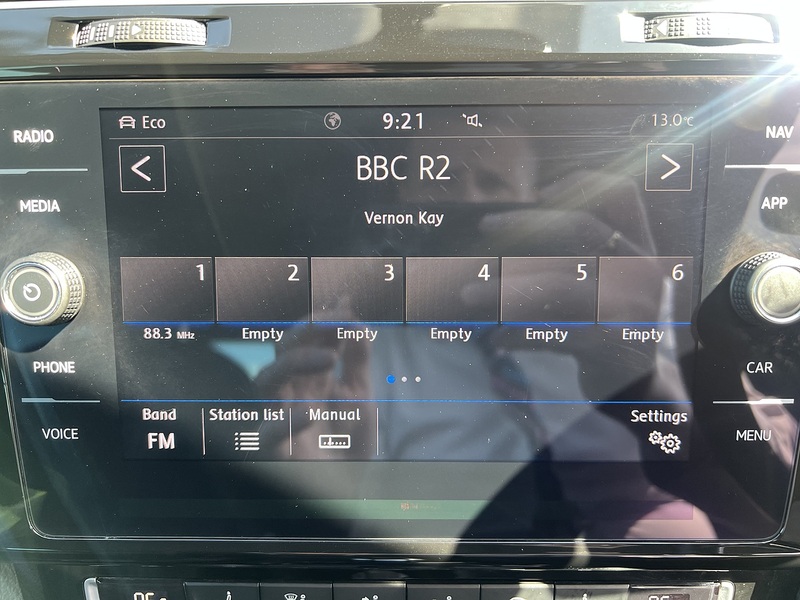 Eco 9:21 13.0°C
RADIO NAV
BBC R2
MEDIA APP
Vernon Kay
1 2 3 4 5 6
88.3 MHz Empty Empty Empty Empty Empty
PHONE CAR
Band Station list Manual Settings
FM
VOICE MENU